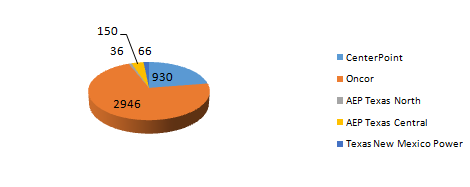 150
36
66
930
2946
CenterPoint
Oncor
AEP Texas North
AEP Texas Central
Texas New Mexico Power